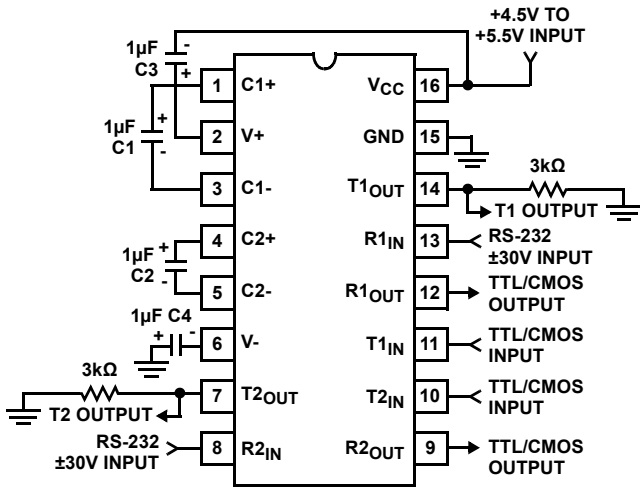 +4.5V TO
+5.5V INPUT
1µF -
C3 +
1 C1+
VCC 16
+
1µF
C1 -
2 V+
GND 15
3kΩ
3 C1-
T1OUT 14
T1 OUTPUT
4 C2+
R1IN 13
RS-232
±30V INPUT
+
1µF
C2 -
5 C2-
R1OUT 12
TTL/CMOS
OUTPUT
1µF C4
+ -
6 V-
T1IN 11
TTL/CMOS
INPUT
3kΩ
7 T2OUT
T2 OUTPUT
T2IN 10
TTL/CMOS
INPUT
RS-232
±30V INPUT
8 R2IN
R2OUT 9
TTL/CMOS
OUTPUT